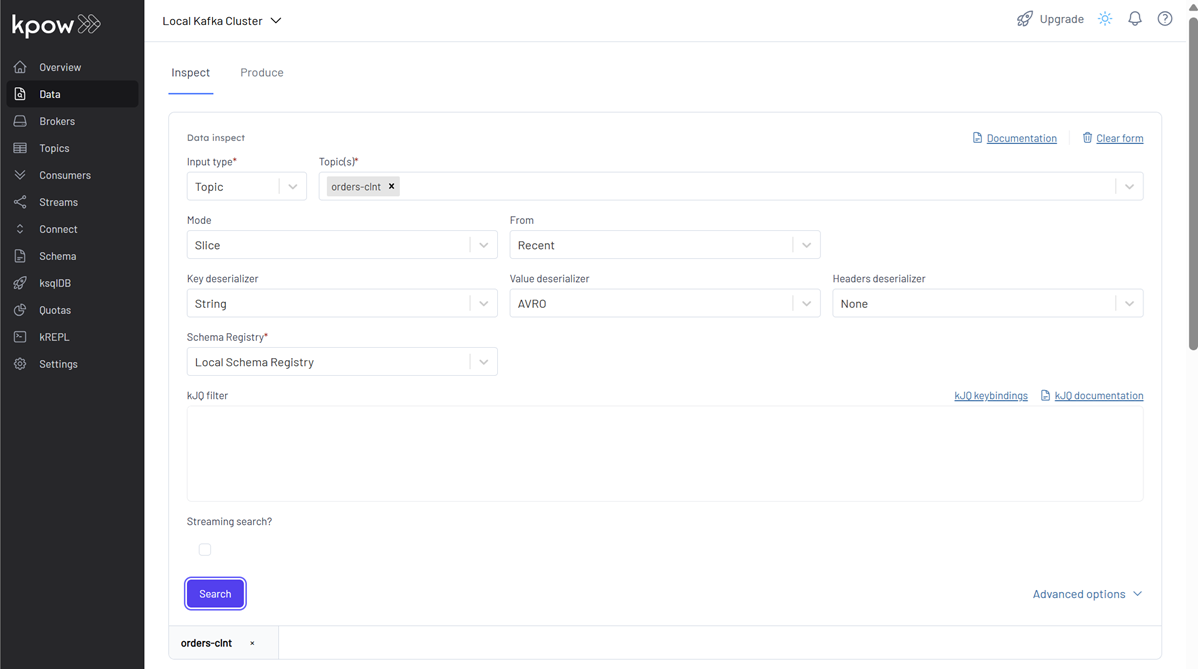 kpow
Local Kafka Cluster
Upgrade
Overview
Data
Brokers
Topics
Consumers
Streams
Connect
Schema
ksqlDB
Quotas
kREPL
Settings
Inspect Produce
Data inspect Documentation Clear form
Input type* Topic(s)*
Topic orders-clnt ×
Mode From
Slice Recent
Key deserializer Value deserializer Headers deserializer
String AVRO None
Schema Registry*
Local Schema Registry
kJQ filter kJQ keybindings kJQ documentation
Streaming search?
Search Advanced options
orders-clnt ×